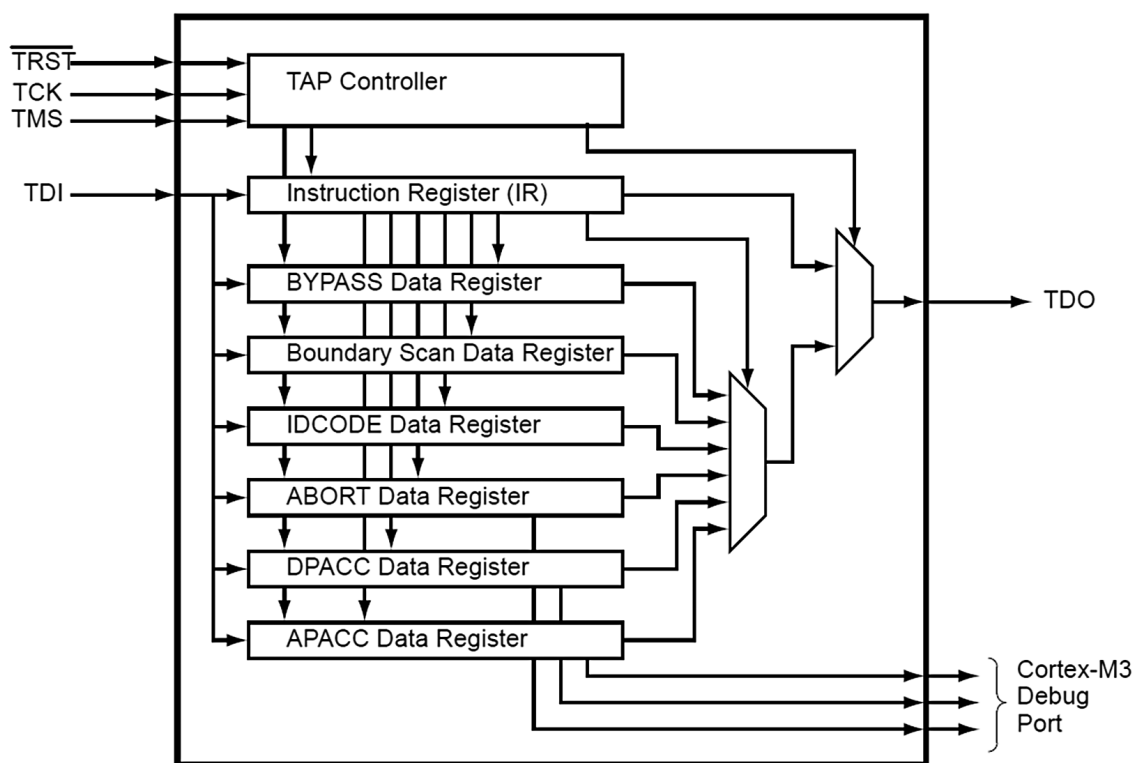 TRST
TCK
TMS
TAP Controller
TDI
Instruction Register (IR)
BYPASS Data Register
TDO
Boundary Scan Data Register
IDCODE Data Register
ABORT Data Register
DPACC Data Register
APACC Data Register
Cortex-M3
Debug
Port